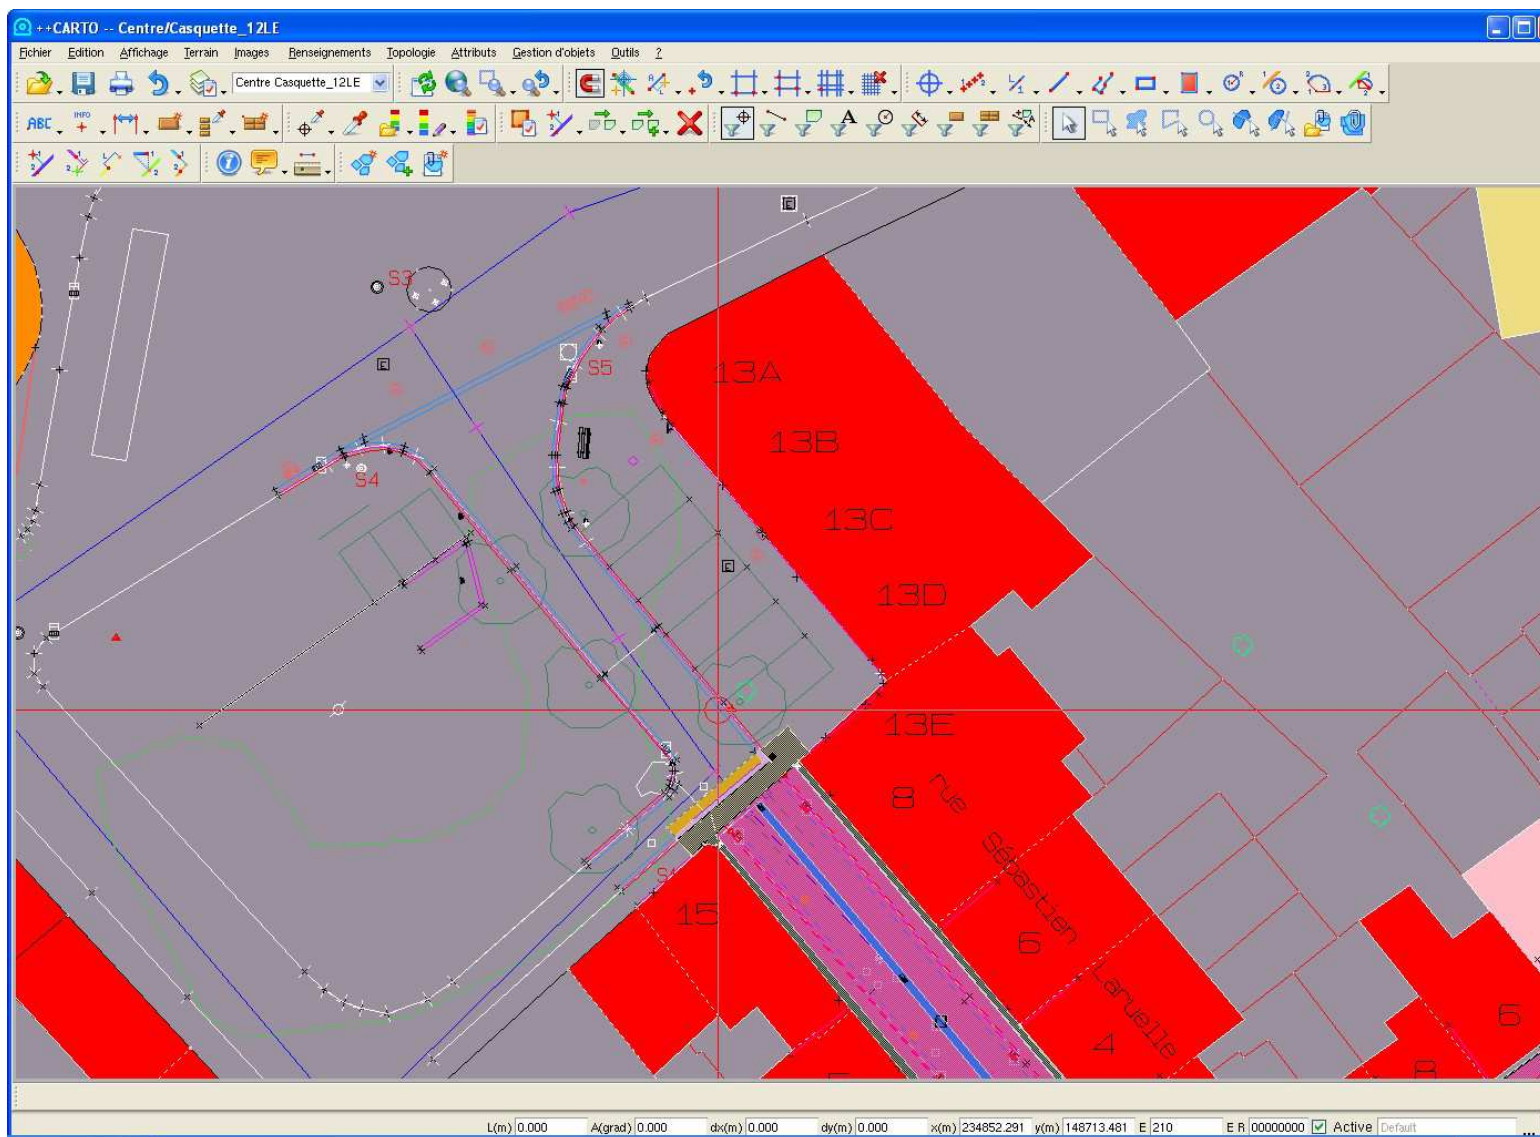 ++CARTO -- Centre/Casquette_12LE
Fichier Edition Affichage Terrain Images Renseignements Topologie Attributs Gestion d'objets Outils ?
Centre Casquette_12LE
ABC INFO
S3
S5
S4
13A
13B
13C
13D
13E
8
rue Sébastien Laruelle
6
4
15
6
8
L(m) 0.000 A(grad) 0.000 dx(m) 0.000 dy(m) 0.000 x(m) 234852.291 y(m) 148713.481 E 210 E R 00000000 Active Default ...